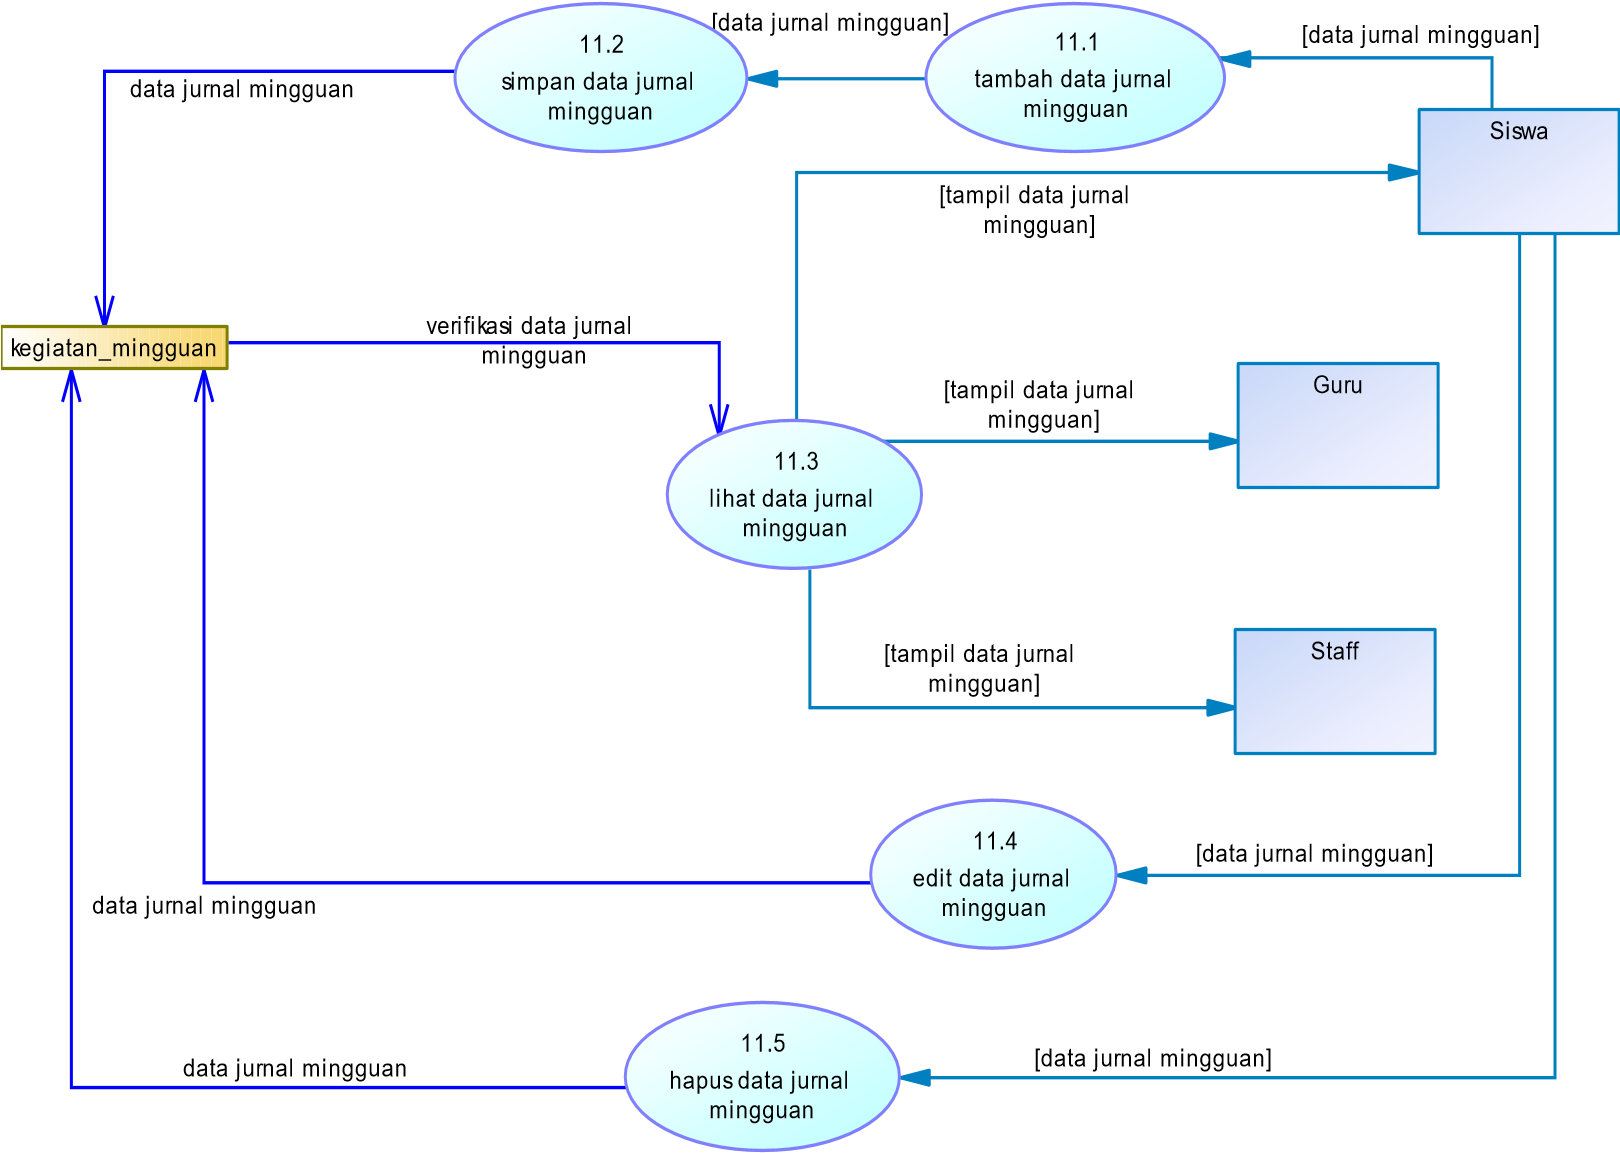 [data jurnal mingguan]
[data jurnal mingguan]
11.2
simpan data jurnal
mingguan
11.1
tambah data jurnal
mingguan
data jurnal mingguan
Siswa
[tampil data jurnal
mingguan]
kegiatan_mingguan
verifikasi data jurnal
mingguan
[tampil data jurnal
mingguan]
Guru
11.3
lihat data jurnal
mingguan
[tampil data jurnal
mingguan]
Staff
11.4
edit data jurnal
mingguan
[data jurnal mingguan]
data jurnal mingguan
11.5
hapus data jurnal
mingguan
[data jurnal mingguan]
data jurnal mingguan